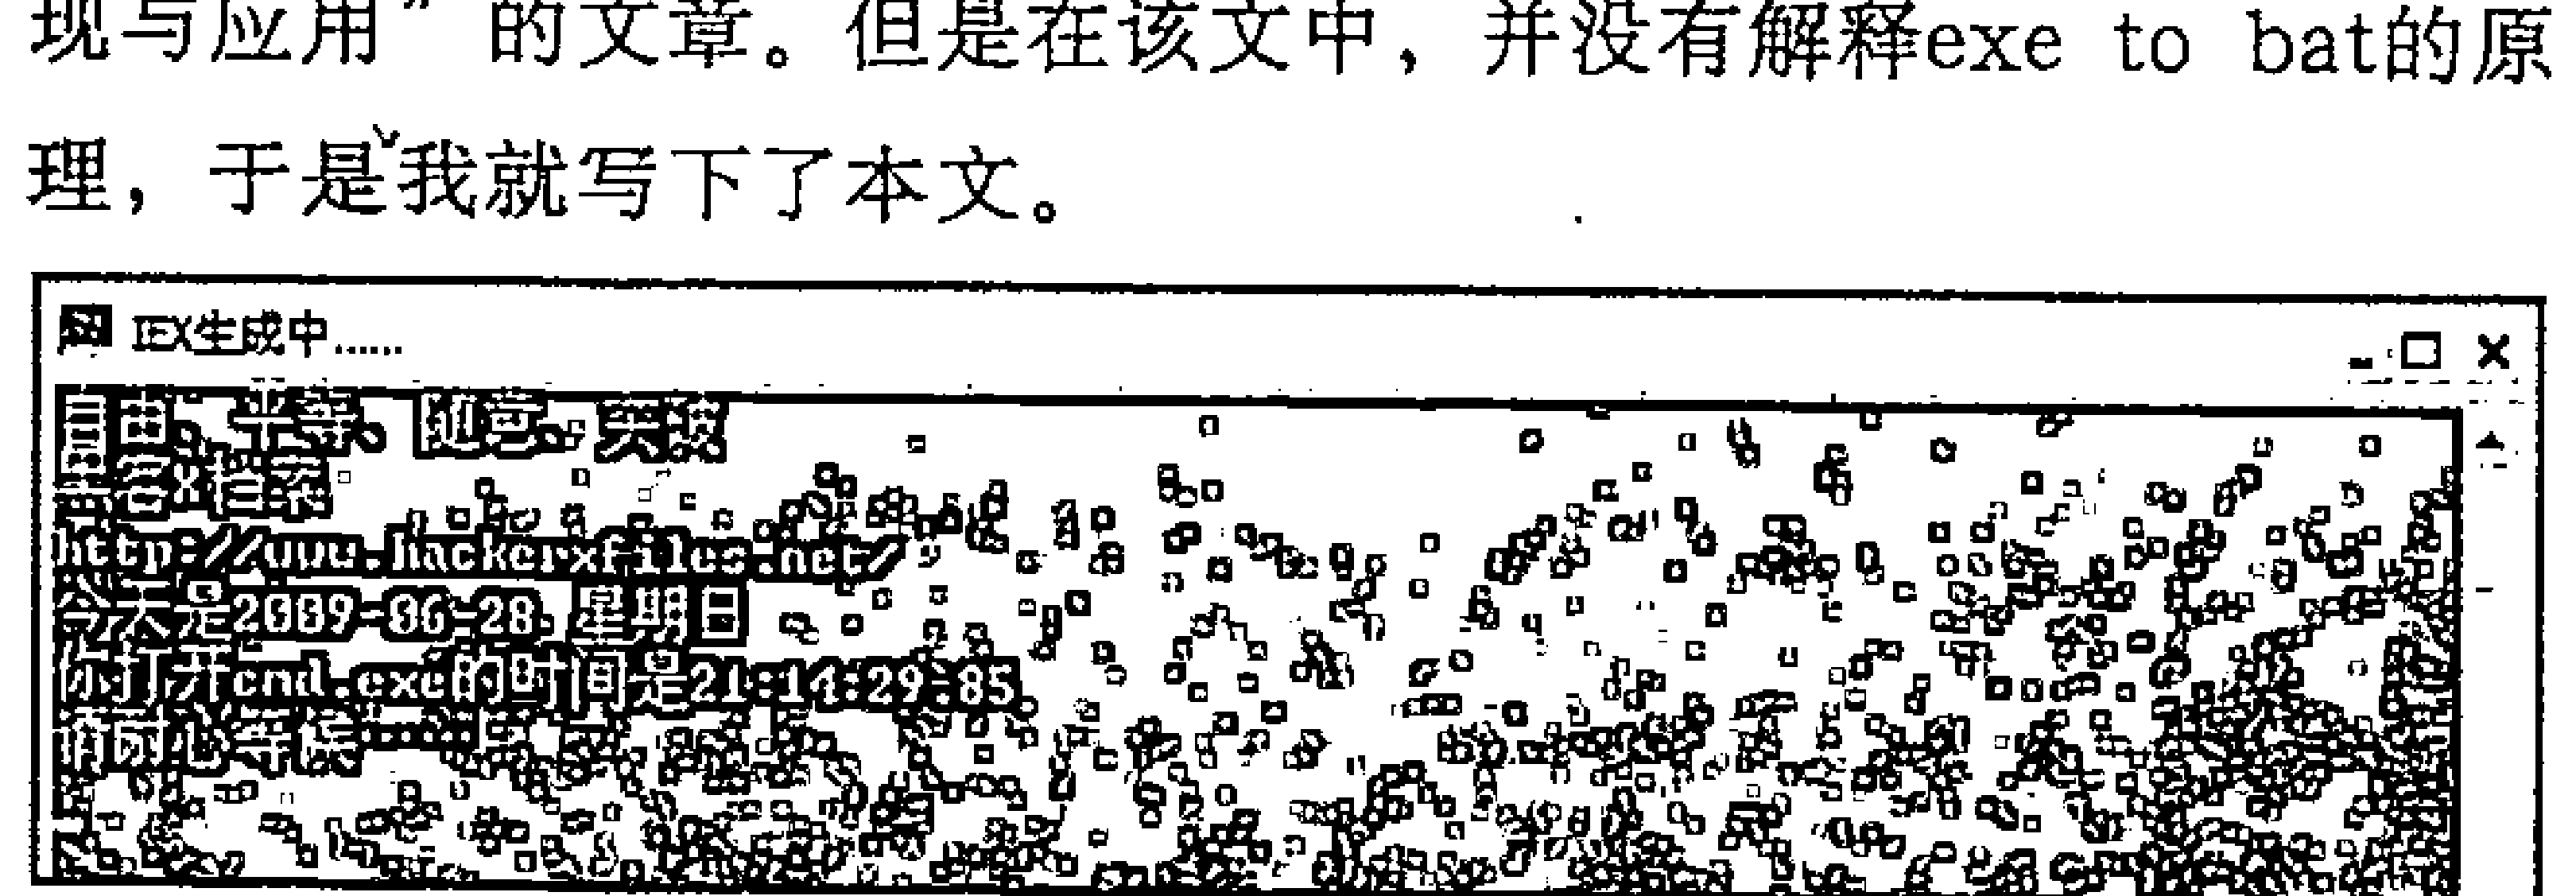 现与应用”的文章。但是在该文中，并没有解释exe to bat的原
理，于是我就写下了本文。
IEX生成中......
自由、平等、随意、突破
黑客x档案
http://www.hackerxfiles.net/
今天是2009-06-28. 星期日
你打开cmd.exe的时间是21:14:29.85
请耐心等候......